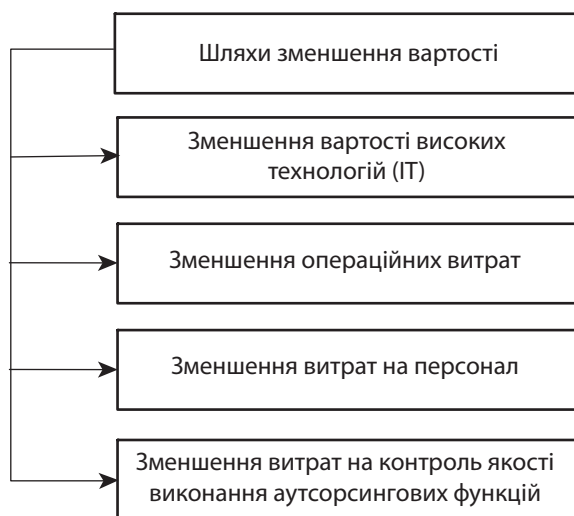 Шляхи зменшення вартості
Зменшення вартості високих
технологій (ІТ)
Зменшення операційних витрат
Зменшення витрат на персонал
Зменшення витрат на контроль якості
виконання аутсорсингових функцій